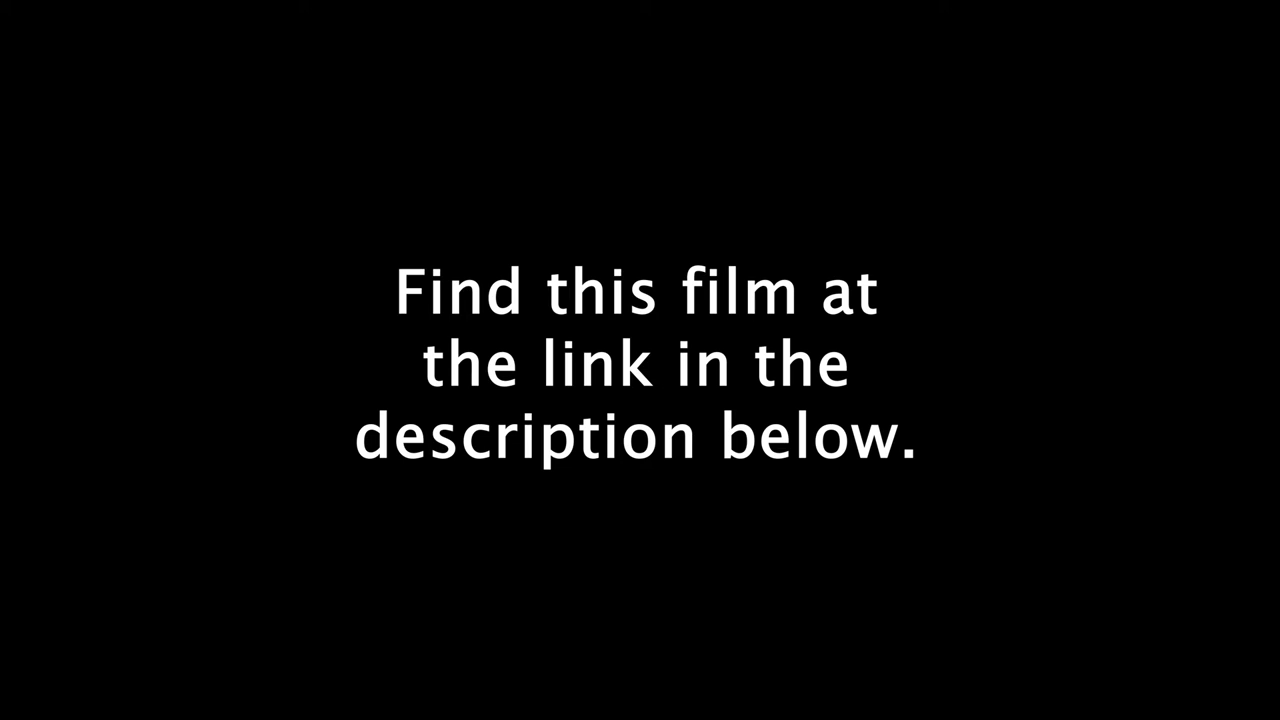 Find this film at
the link in the
description below.